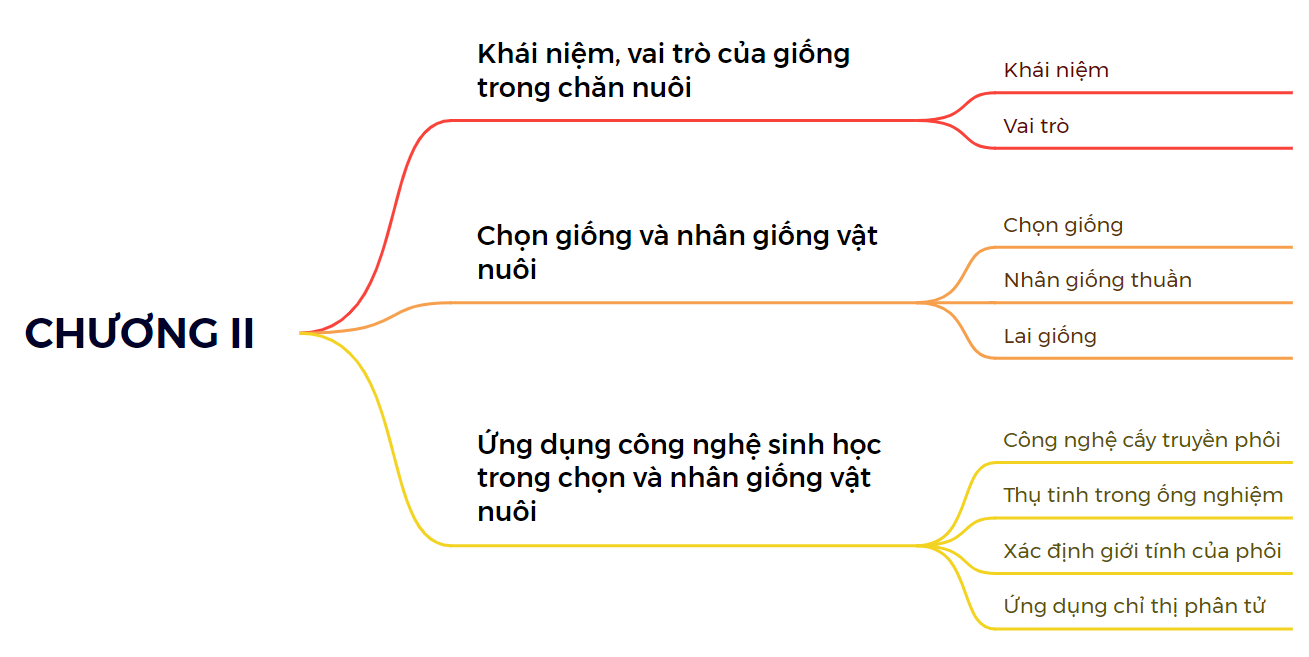 CHƯƠNG II
Khái niệm, vai trò của giống
trong chăn nuôi
Khái niệm
Vai trò
Chọn giống và nhân giống vật
nuôi
Chọn giống
Nhân giống thuần
Lai giống
Ứng dụng công nghệ sinh học
trong chọn và nhân giống vật
nuôi
Công nghệ cấy truyền phôi
Thụ tinh trong ống nghiệm
Xác định giới tính của phôi
Ứng dụng chỉ thị phân tử